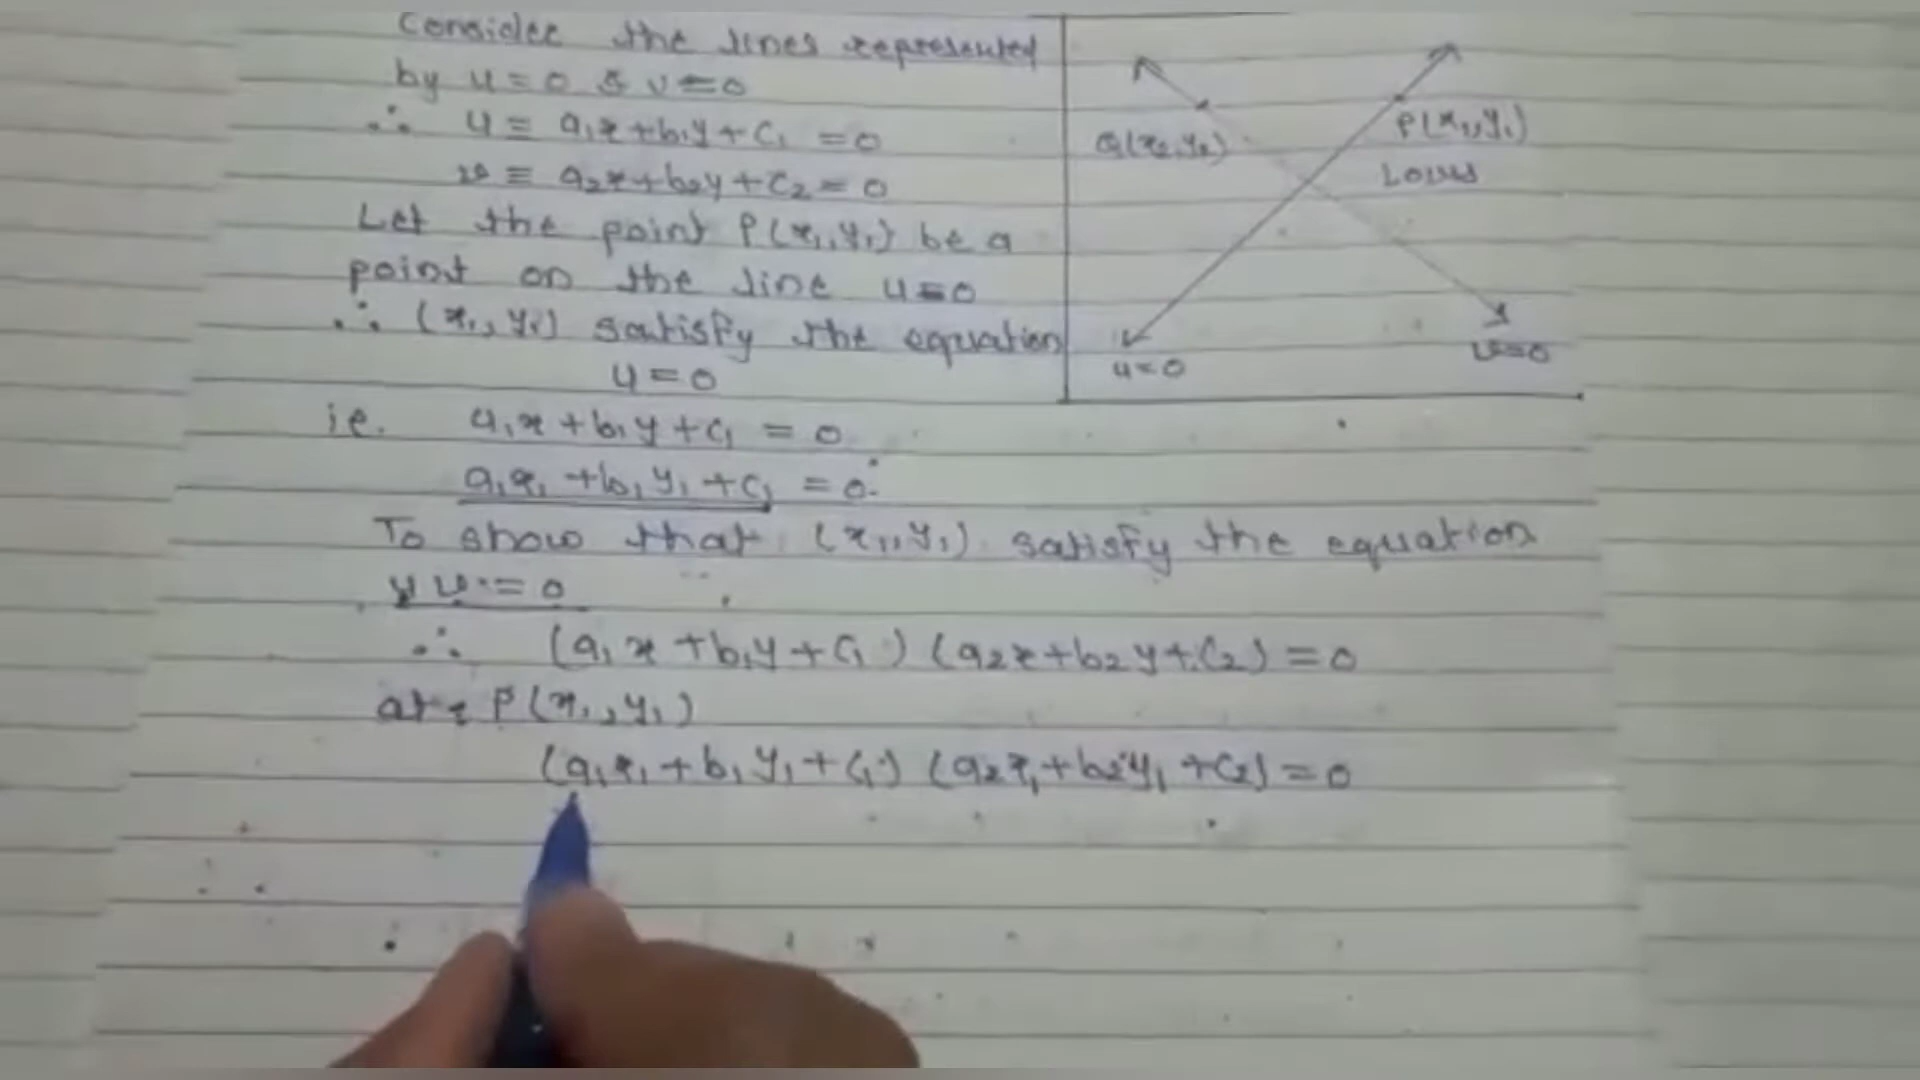 Consider the lines represented
by u = 0 & v = 0
∴ u ≡ a₁x + b₁y + c₁ = 0
v ≡ a₂x + b₂y + c₂ = 0
Let the point P(x₁, y₁) be a
point on the line u = 0
∴ (x₁, y₁) satisfy the equation
u = 0
i.e. a₁x + b₁y + c₁ = 0
a₁x₁ + b₁y₁ + c₁ = 0
To show that (x₁, y₁) satisfy the equation
u v = 0
∴ (a₁x + b₁y + c₁) (a₂x + b₂y + c₂) = 0
at P(x₁, y₁)
(a₁x₁ + b₁y₁ + c₁) (a₂x₁ + b₂y₁ + c₂) = 0
Q(x₂, y₂)
P(x₁, y₁)
Locus
u = 0
v = 0